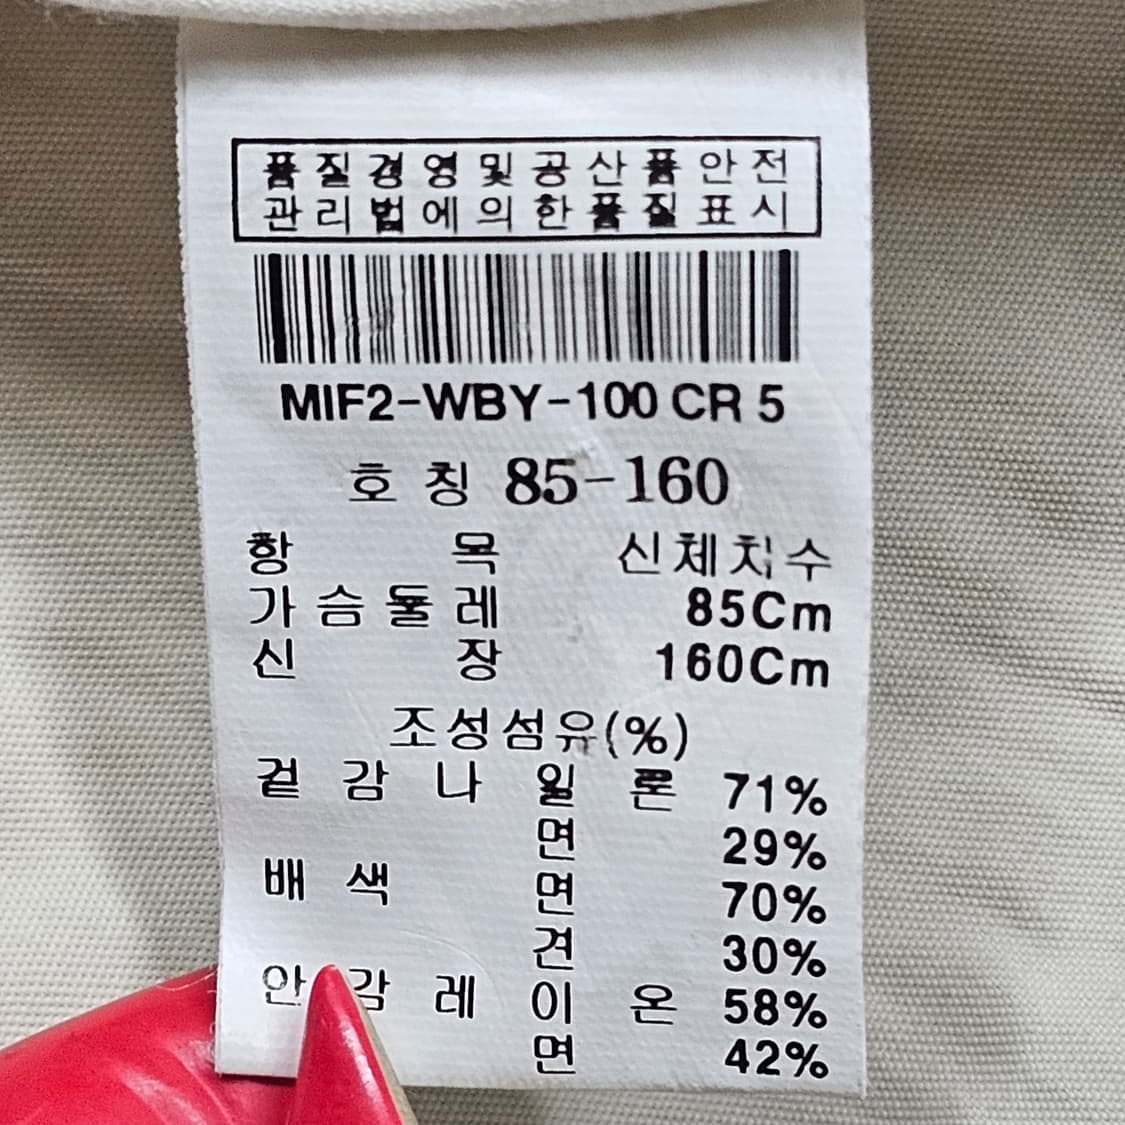 품질경영및공산품안전
관리법에의한품질표시
MIF2-WBY-100 CR 5
호칭 85-160
항 목 신체치수
가슴둘레 85Cm
신 장 160Cm
조성섬유(%)
겉감 나일론 71%
면 29%
배색 면 70%
견 30%
안감 레이온 58%
면 42%